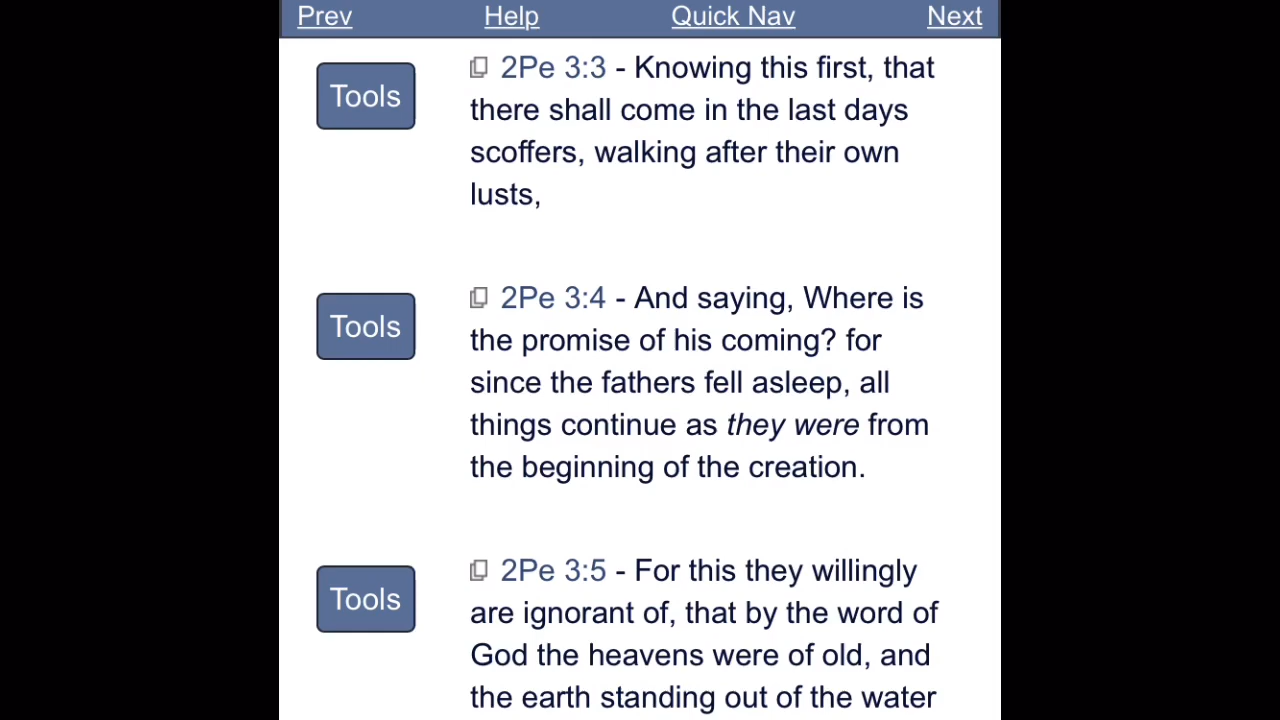 Prev Help Quick Nav Next
Tools
2Pe 3:3 - Knowing this first, that
there shall come in the last days
scoffers, walking after their own
lusts,
Tools
2Pe 3:4 - And saying, Where is
the promise of his coming? for
since the fathers fell asleep, all
things continue as they were from
the beginning of the creation.
Tools
2Pe 3:5 - For this they willingly
are ignorant of, that by the word of
God the heavens were of old, and
the earth standing out of the water